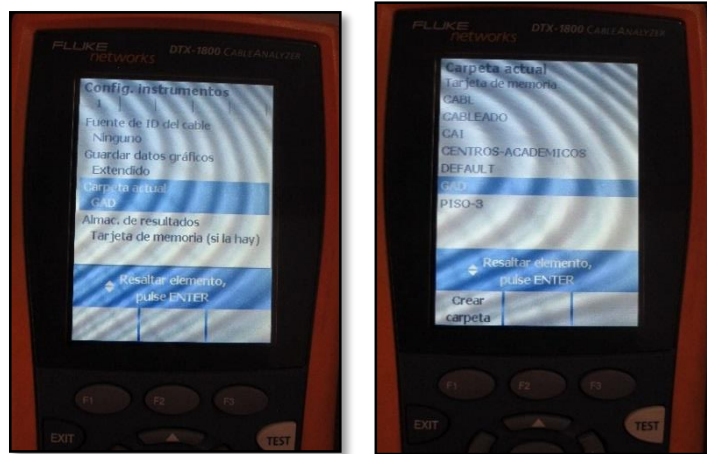 FLUKE
networks
DTX-1800 CABLEANALYZER
Config. instrumentos
1
Fuente de ID del cable
Ninguno
Guardar datos gráficos
Extendido
Carpeta actual
GAD
Almac. de resultados
Tarjeta de memoria (si la hay)
Resaltar elemento,
pulse ENTER
F1 F2 F3
EXIT
TEST
FLUKE
networks
DTX-1800 CABLEANALYZER
Carpeta actual
Tarjeta de memoria
CABL
CABLEADO
CAI
CENTROS-ACADEMICOS
DEFAULT
GAD
PISO-3
Resaltar elemento,
pulse ENTER
Crear
carpeta
F1 F2 F3
EXIT
TEST